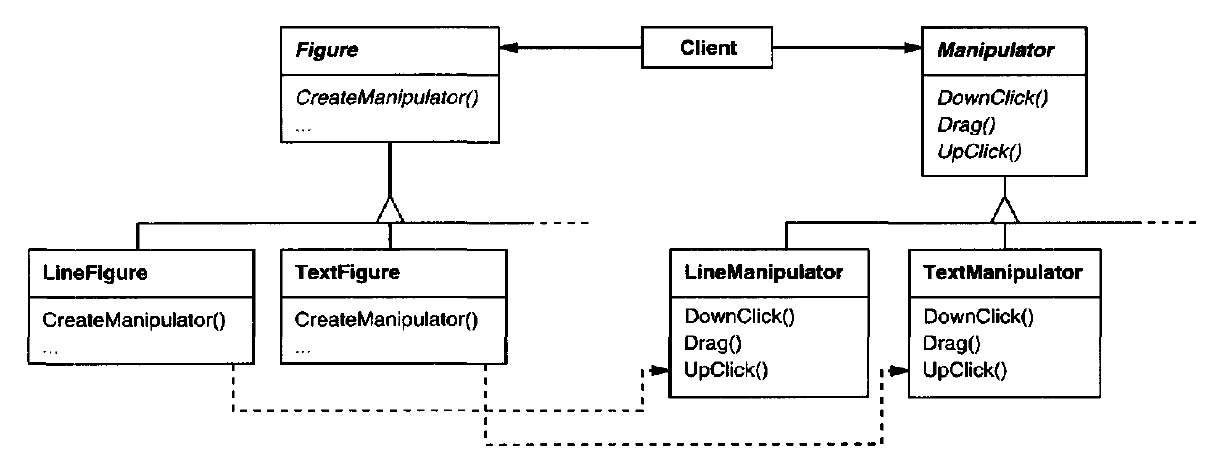 Figure
CreateManipulator()
...
Client
Manipulator
DownClick()
Drag()
UpClick()
LineFigure
CreateManipulator()
...
TextFigure
CreateManipulator()
...
LineManipulator
DownClick()
Drag()
UpClick()
TextManipulator
DownClick()
Drag()
UpClick()